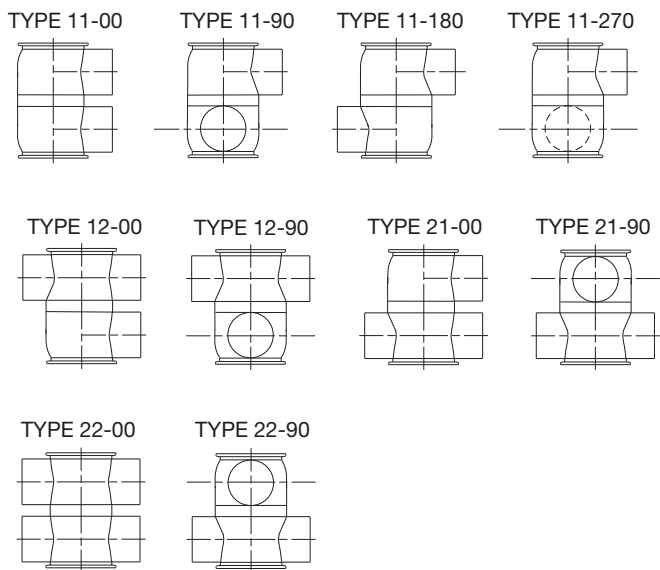 TYPE 11-00
TYPE 11-90
TYPE 11-180
TYPE 11-270
TYPE 12-00
TYPE 12-90
TYPE 21-00
TYPE 21-90
TYPE 22-00
TYPE 22-90